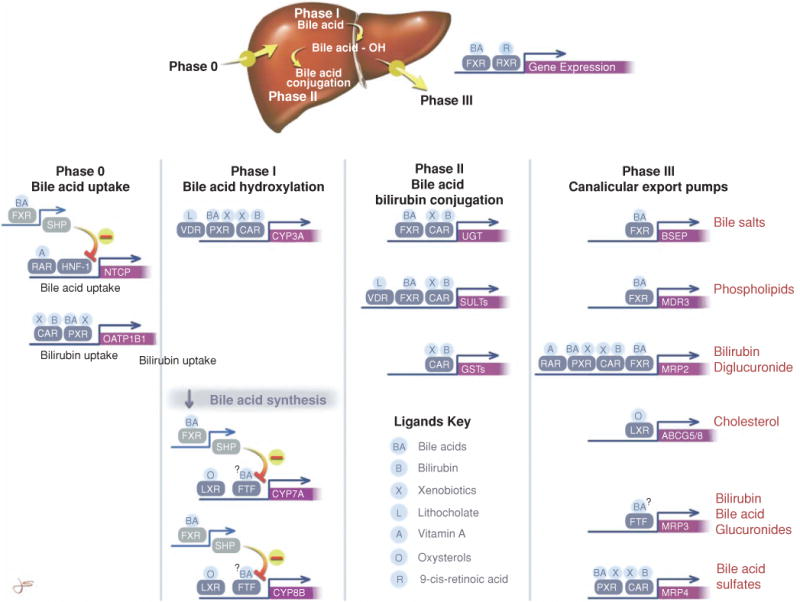 Phase I
Bile acid
Bile acid - OH
Bile acid
conjugation
Phase II
Phase 0
Phase III
BA R
FXR RXR Gene Expression
Phase 0
Bile acid uptake
BA
FXR
SHP
A
RAR HNF-1 NTCP
Bile acid uptake
X B BA X
CAR PXR OATP1B1
Bilirubin uptake
Bilirubin uptake
Phase I
Bile acid hydroxylation
L BA X X B
VDR PXR CAR CYP3A
Bile acid synthesis
BA
FXR
SHP
O ? BA
LXR FTF CYP7A
BA
FXR
SHP
O ? BA
LXR FTF CYP8B
Phase II
Bile acid
bilirubin conjugation
BA X B
FXR CAR UGT
L BA X B
VDR FXR CAR SULTs
X B
CAR GSTs
Ligands Key
BA Bile acids
B Bilirubin
X Xenobiotics
L Lithocholate
A Vitamin A
O Oxysterols
R 9-cis-retinoic acid
Phase III
Canalicular export pumps
BA
FXR BSEP
Bile salts
BA
FXR MDR3
Phospholipids
A BA X X B BA
RAR PXR CAR FXR MRP2
Bilirubin
Diglucuronide
O
LXR ABCG5/8
Cholesterol
BA ?
FTF MRP3
Bilirubin
Bile acid
Glucuronides
BA X X B
PXR CAR MRP4
Bile acid
sulfates